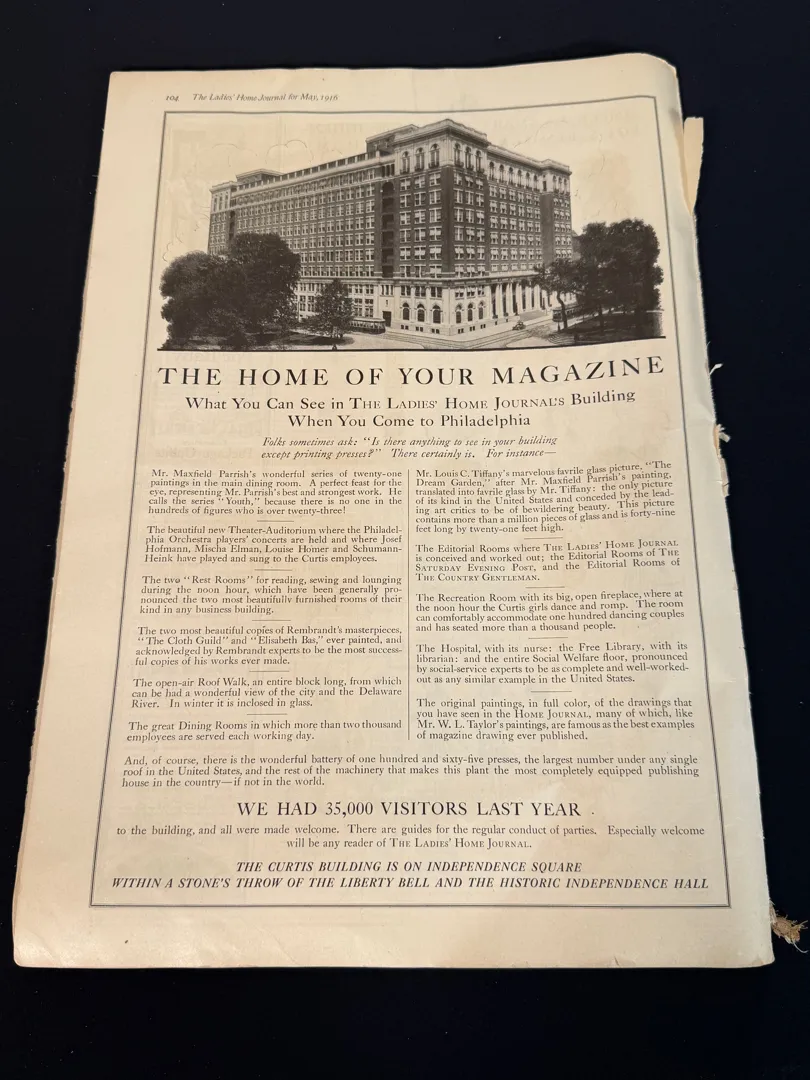 104 The Ladies' Home Journal for May, 1916
THE HOME OF YOUR MAGAZINE
What You Can See in THE LADIES' HOME JOURNAL'S Building
When You Come to Philadelphia
Folks sometimes ask: "Is there anything to see in your building
except printing presses?" There certainly is. For instance—
Mr. Maxfield Parrish's wonderful series of twenty-one
paintings in the main dining room. A perfect feast for the
eye, representing Mr. Parrish's best and strongest work. He
calls the series "Youth," because there is no one in the
hundreds of figures who is over twenty-three!
The beautiful new Theater-Auditorium where the Philadel-
phia Orchestra players' concerts are held and where Josef
Hofmann, Mischa Elman, Louise Homer and Schumann-
Heink have played and sung to the Curtis employees.
The two "Rest Rooms" for reading, sewing and lounging
during the noon hour, which have been generally pro-
nounced the two most beautifully furnished rooms of their
kind in any business building.
The two most beautiful copies of Rembrandt's masterpieces,
"The Cloth Guild" and "Elisabeth Bas," ever painted, and
acknowledged by Rembrandt experts to be the most success-
ful copies of his works ever made.
The open-air Roof Walk, an entire block long, from which
can be had a wonderful view of the city and the Delaware
River. In winter it is inclosed in glass.
The great Dining Rooms in which more than two thousand
employees are served each working day.
Mr. Louis C. Tiffany's marvelous favrile glass picture, "The
Dream Garden," after Mr. Maxfield Parrish's painting,
translated into favrile glass by Mr. Tiffany: the only picture
of its kind in the United States and conceded by the lead-
ing art critics to be of bewildering beauty. This picture
contains more than a million pieces of glass and is forty-nine
feet long by twenty-one feet high.
The Editorial Rooms where THE LADIES' HOME JOURNAL
is conceived and worked out; the Editorial Rooms of THE
SATURDAY EVENING POST, and the Editorial Rooms of
THE COUNTRY GENTLEMAN.
The Recreation Room with its big, open fireplace, where at
the noon hour the Curtis girls dance and romp. The room
can comfortably accommodate one hundred dancing couples
and has seated more than a thousand people.
The Hospital, with its nurse: the Free Library, with its
librarian: and the entire Social Welfare floor, pronounced
by social-service experts to be as complete and well-worked-
out as any similar example in the United States.
The original paintings, in full color, of the drawings that
you have seen in the HOME JOURNAL, many of which, like
Mr. W. L. Taylor's paintings, are famous as the best examples
of magazine drawing ever published.
And, of course, there is the wonderful battery of one hundred and sixty-five presses, the largest number under any single
roof in the United States, and the rest of the machinery that makes this plant the most completely equipped publishing
house in the country—if not in the world.
WE HAD 35,000 VISITORS LAST YEAR
to the building, and all were made welcome. There are guides for the regular conduct of parties. Especially welcome
will be any reader of THE LADIES' HOME JOURNAL.
THE CURTIS BUILDING IS ON INDEPENDENCE SQUARE
WITHIN A STONE'S THROW OF THE LIBERTY BELL AND THE HISTORIC INDEPENDENCE HALL